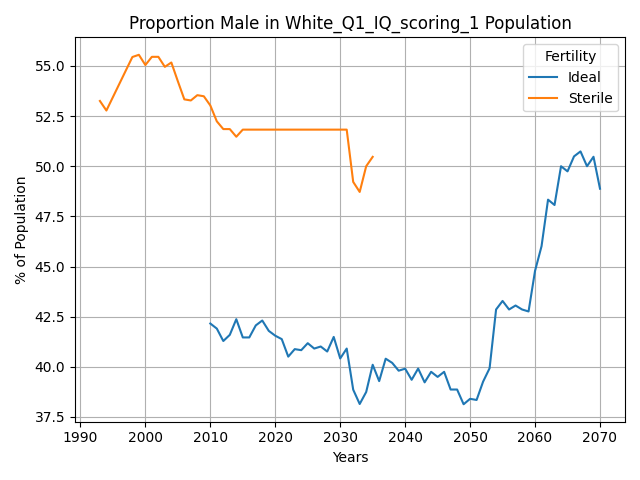 Proportion Male in White_Q1_IQ_scoring_1 Population
Fertility
Ideal
Sterile
% of Population
55.0
52.5
50.0
47.5
45.0
42.5
40.0
37.5
1990 2000 2010 2020 2030 2040 2050 2060 2070
Years